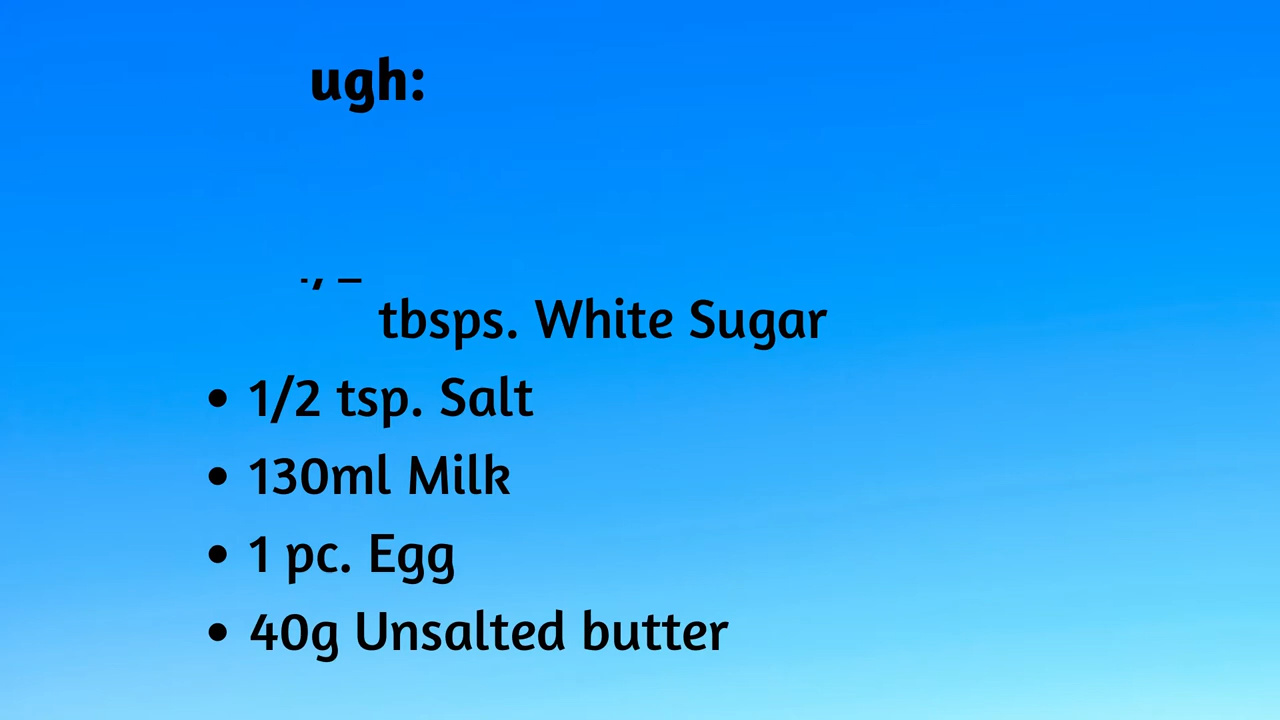 ugh:
tbsps. White Sugar
• 1/2 tsp. Salt
• 130ml Milk
• 1 pc. Egg
• 40g Unsalted butter